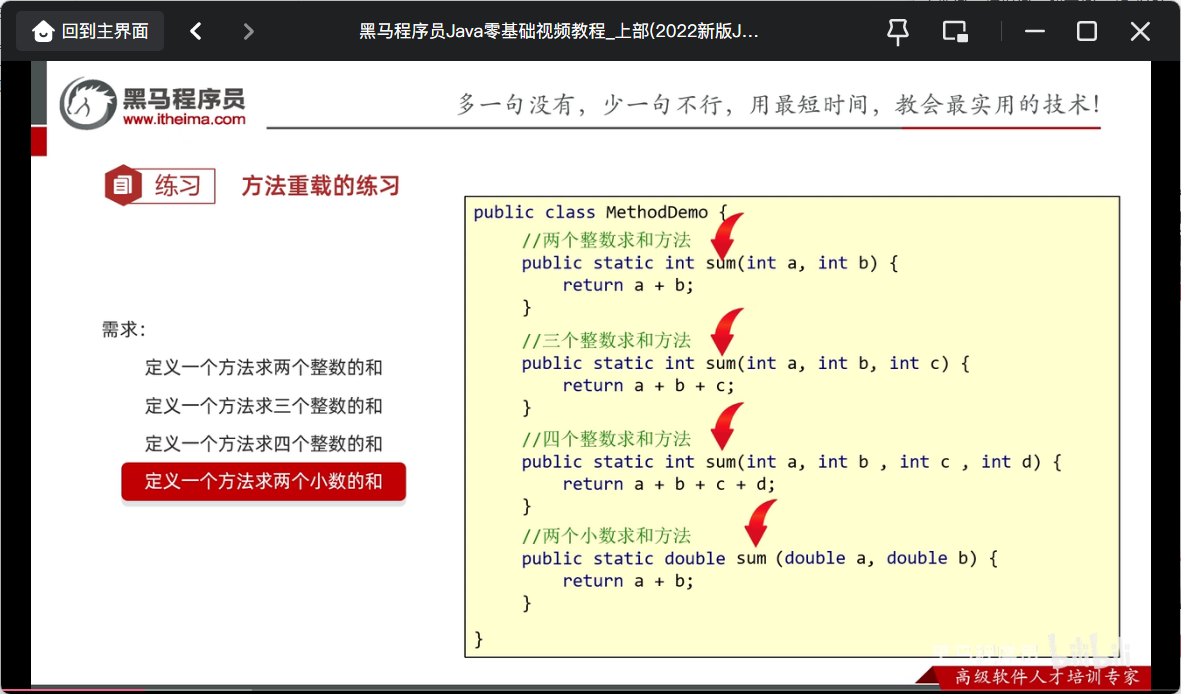 回到主界面
黑马程序员Java零基础视频教程_上部(2022新版J...
黑马程序员
www.itheima.com
多一句没有，少一句不行，用最短时间，教会最实用的技术！
练习
方法重载的练习
需求：
定义一个方法求两个整数的和
定义一个方法求三个整数的和
定义一个方法求四个整数的和
定义一个方法求两个小数的和
public class MethodDemo {
//两个整数求和方法
public static int sum(int a, int b) {
return a + b;
}
//三个整数求和方法
public static int sum(int a, int b, int c) {
return a + b + c;
}
//四个整数求和方法
public static int sum(int a, int b , int c , int d) {
return a + b + c + d;
}
//两个小数求和方法
public static double sum (double a, double b) {
return a + b;
}
}
bilibili
高级软件人才培训专家